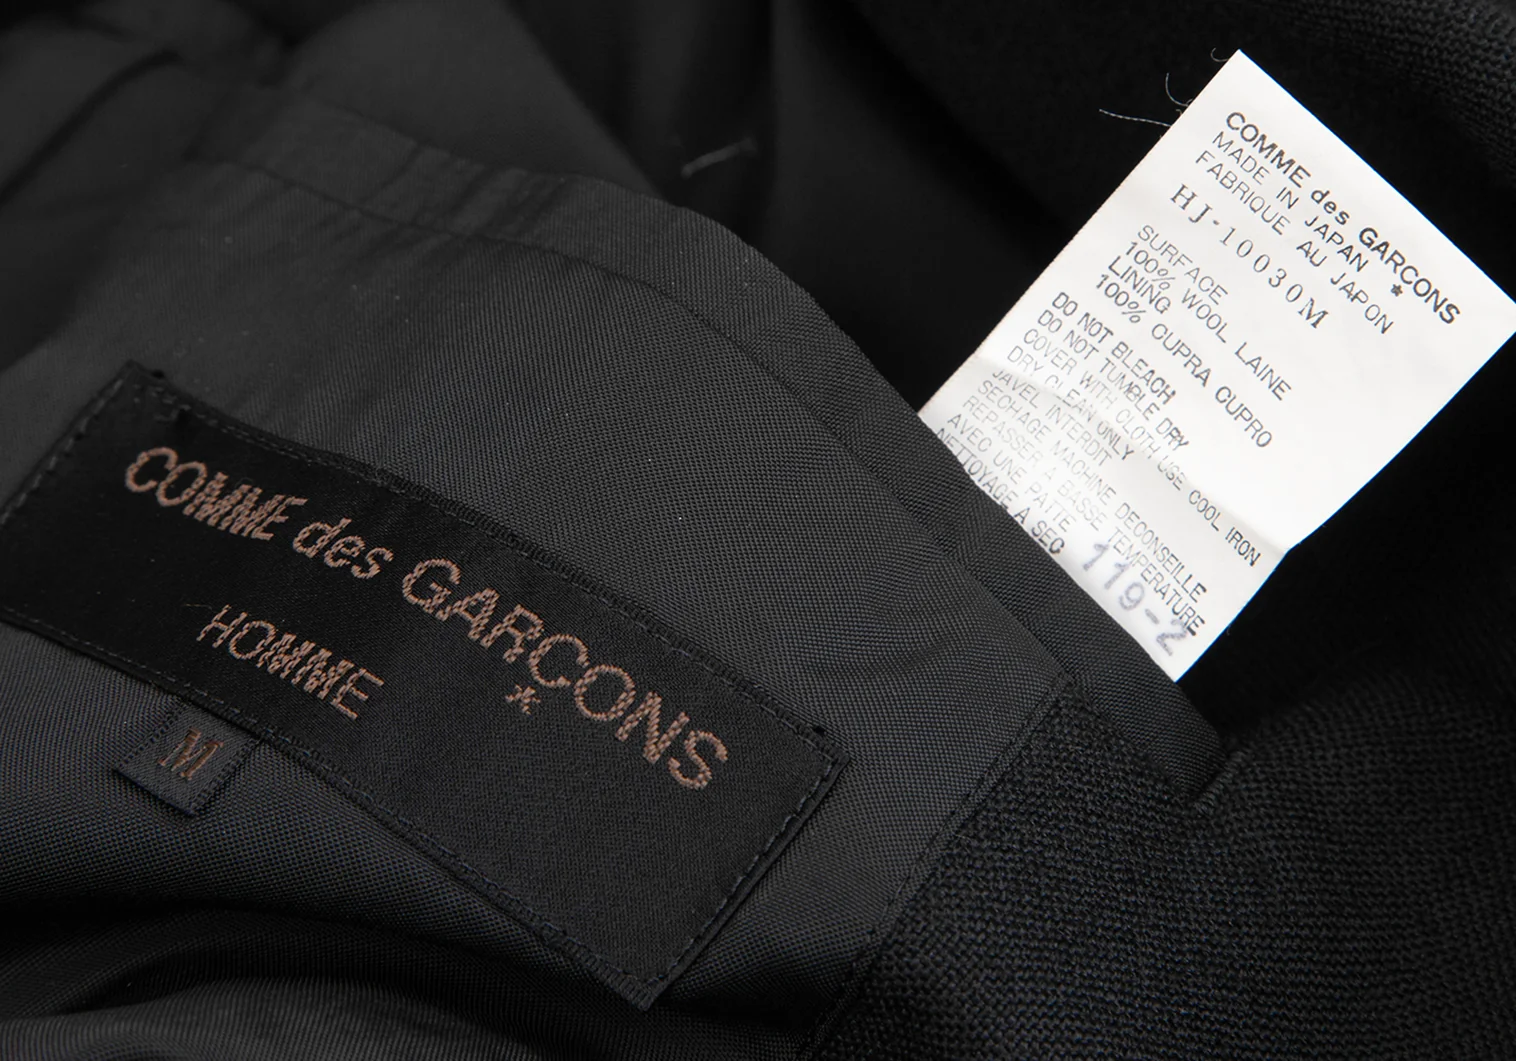 COMME des GARÇONS
HOMME *
M
COMME des GARCONS
MADE IN JAPAN *
FABRIQUE AU JAPON
HJ-10030M
SURFACE
100% WOOL LAINE
LINING
100% CUPRA CUPRO
DO NOT BLEACH
DO NOT TUMBLE DRY
COVER WITH CLOTH USE COOL IRON
DRY CLEAN ONLY
JAVEL INTERDIT
SECHAGE MACHINE DECONSEILLE
REPASSER A BASSE TEMPERATURE
AVEC UNE PATTE
NETTOYAGE A SEC
119-2